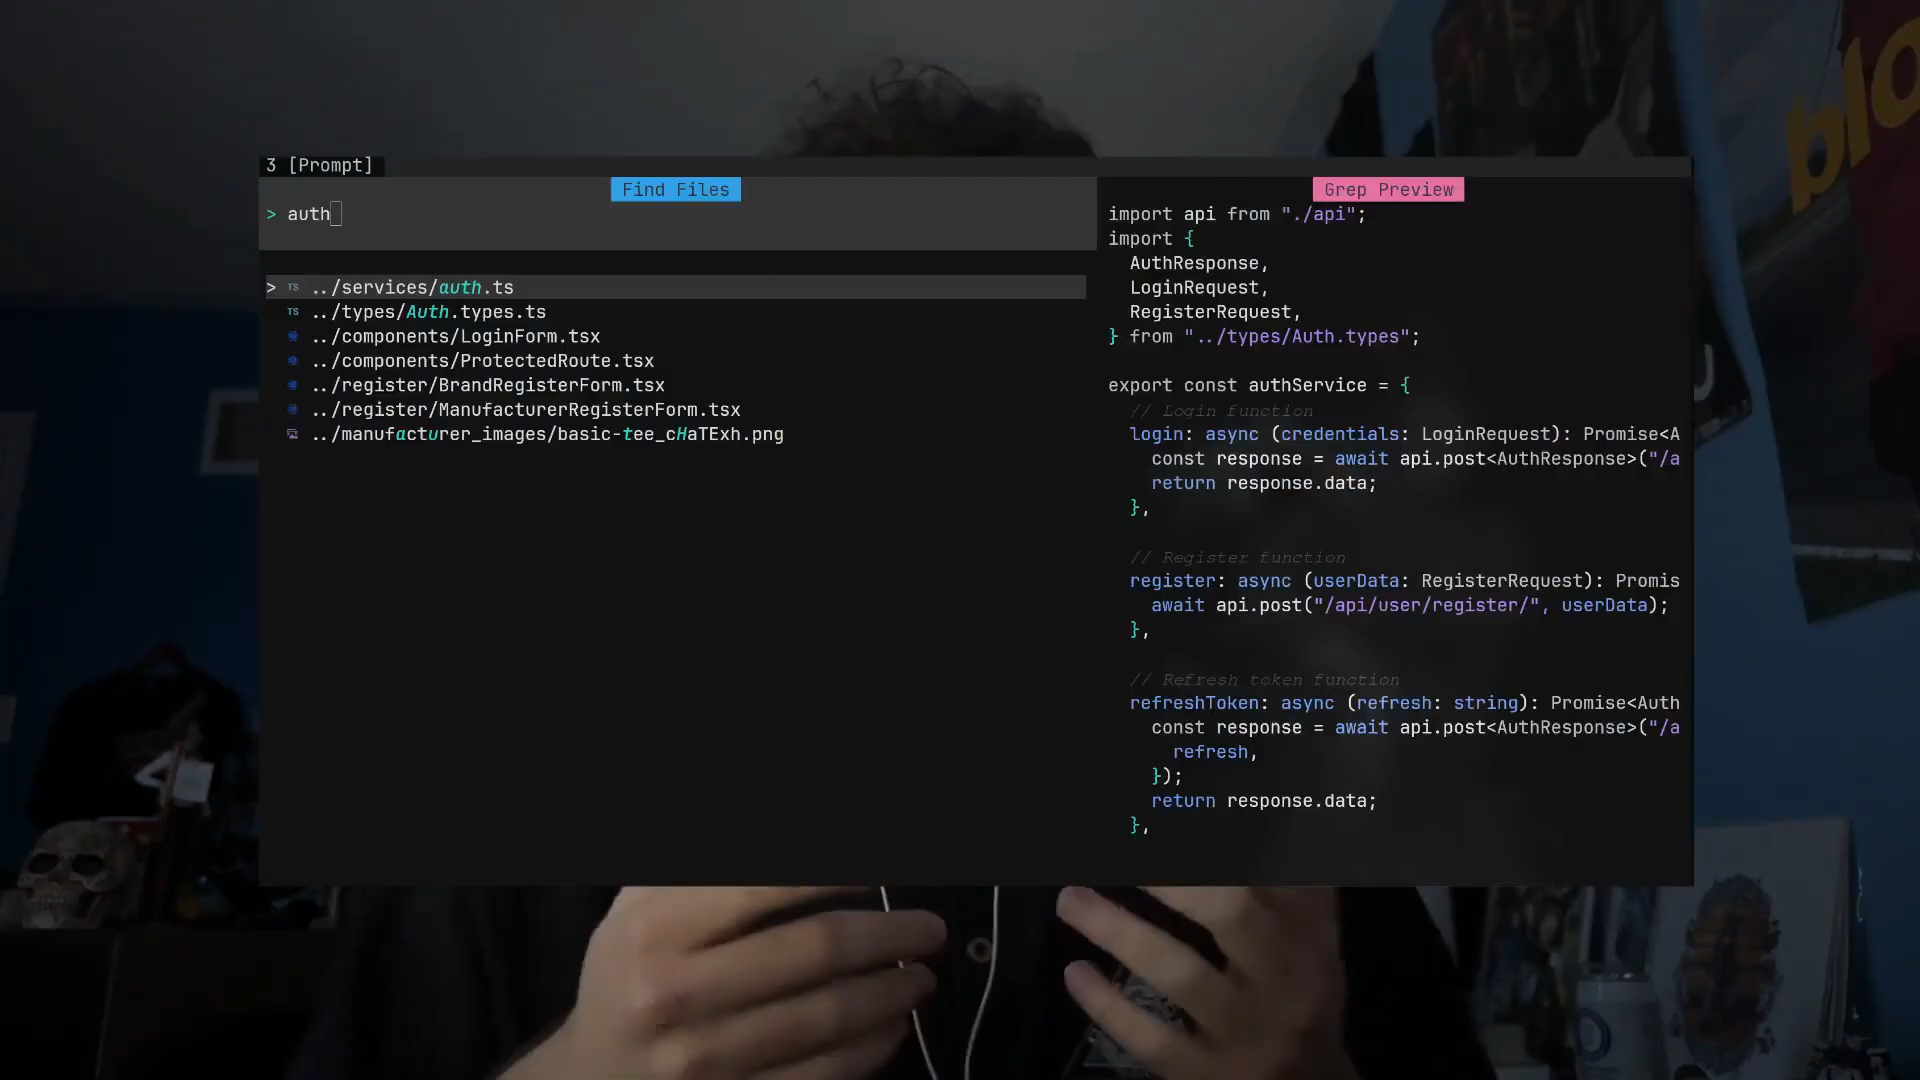 3 [Prompt]
Find Files
> auth
> TS ../services/auth.ts
TS ../types/Auth.types.ts
../components/LoginForm.tsx
../components/ProtectedRoute.tsx
../register/BrandRegisterForm.tsx
../register/ManufacturerRegisterForm.tsx
../manufacturer_images/basic-tee_cHaTExh.png
Grep Preview
import api from "./api";
import {
AuthResponse,
LoginRequest,
RegisterRequest,
} from "../types/Auth.types";
export const authService = {
// Login function
login: async (credentials: LoginRequest): Promise<A
const response = await api.post<AuthResponse>("/a
return response.data;
},
// Register function
register: async (userData: RegisterRequest): Promis
await api.post("/api/user/register/", userData);
},
// Refresh token function
refreshToken: async (refresh: string): Promise<Auth
const response = await api.post<AuthResponse>("/a
refresh,
});
return response.data;
},
blo